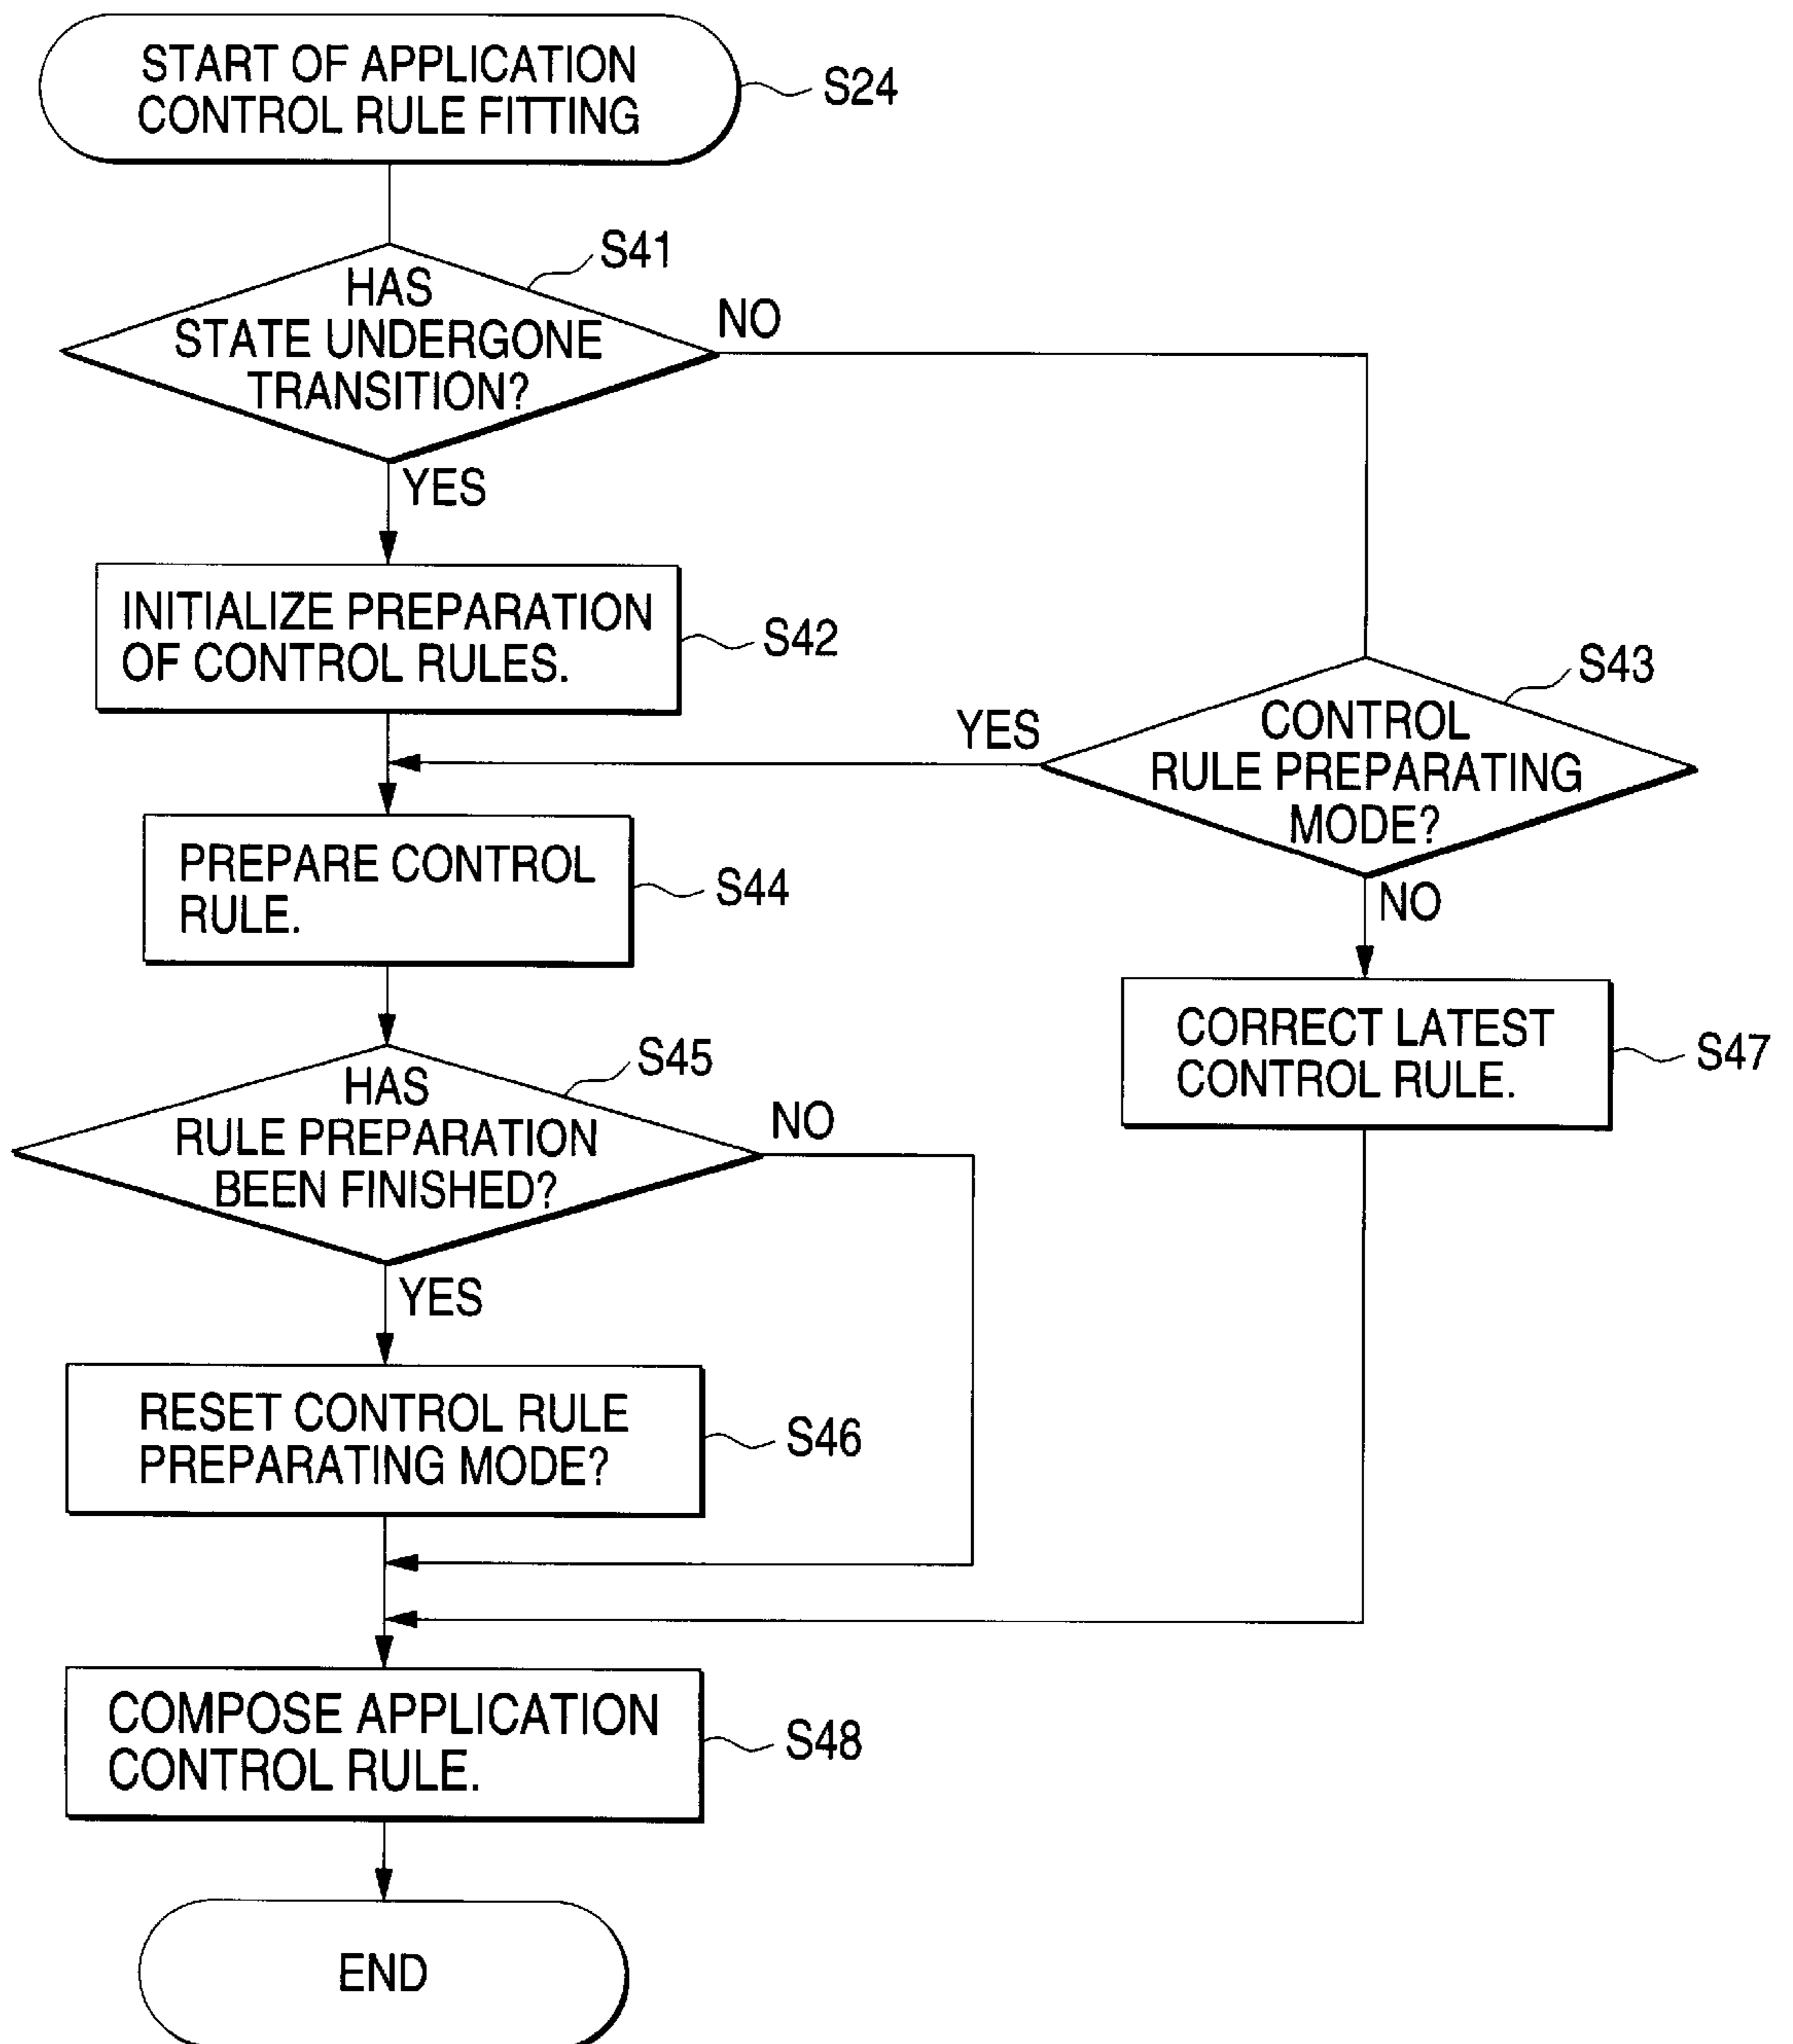 START OF APPLICATION
CONTROL RULE FITTING
S24
S41
HAS
STATE UNDERGONE
TRANSITION?
NO
YES
INITIALIZE PREPARATION
OF CONTROL RULES.
S42
S43
CONTROL
RULE PREPARATING
MODE?
YES
NO
PREPARE CONTROL
RULE.
S44
CORRECT LATEST
CONTROL RULE.
S47
S45
HAS
RULE PREPARATION
BEEN FINISHED?
NO
YES
RESET CONTROL RULE
PREPARATING MODE?
S46
COMPOSE APPLICATION
CONTROL RULE.
S48
END